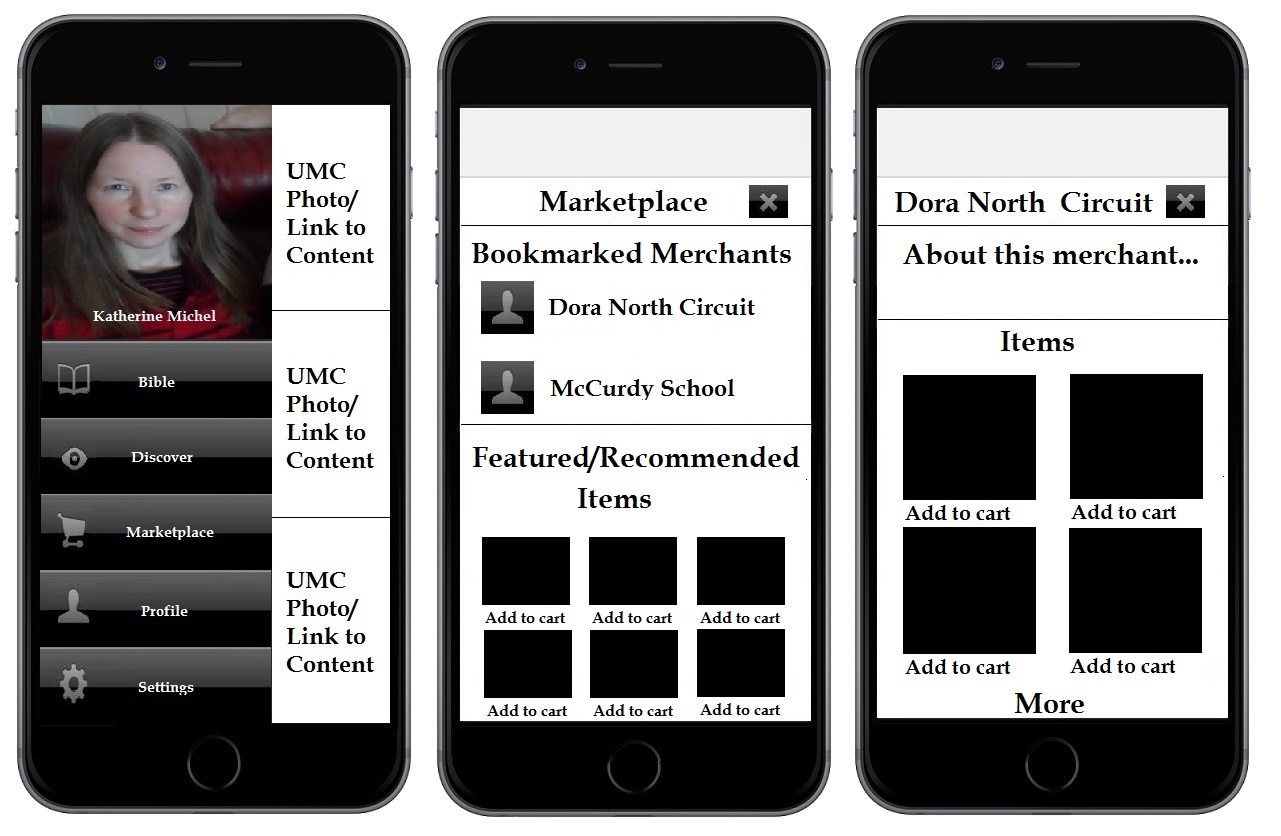 Katherine Michel
Bible
Discover
Marketplace
Profile
Settings
UMC
Photo/
Link to
Content
UMC
Photo/
Link to
Content
UMC
Photo/
Link to
Content
Marketplace
Bookmarked Merchants
Dora North Circuit
McCurdy School
Featured/Recommended
Items
Add to cart Add to cart Add to cart
Add to cart Add to cart Add to cart
Dora North Circuit
About this merchant...
Items
Add to cart Add to cart
Add to cart Add to cart
More